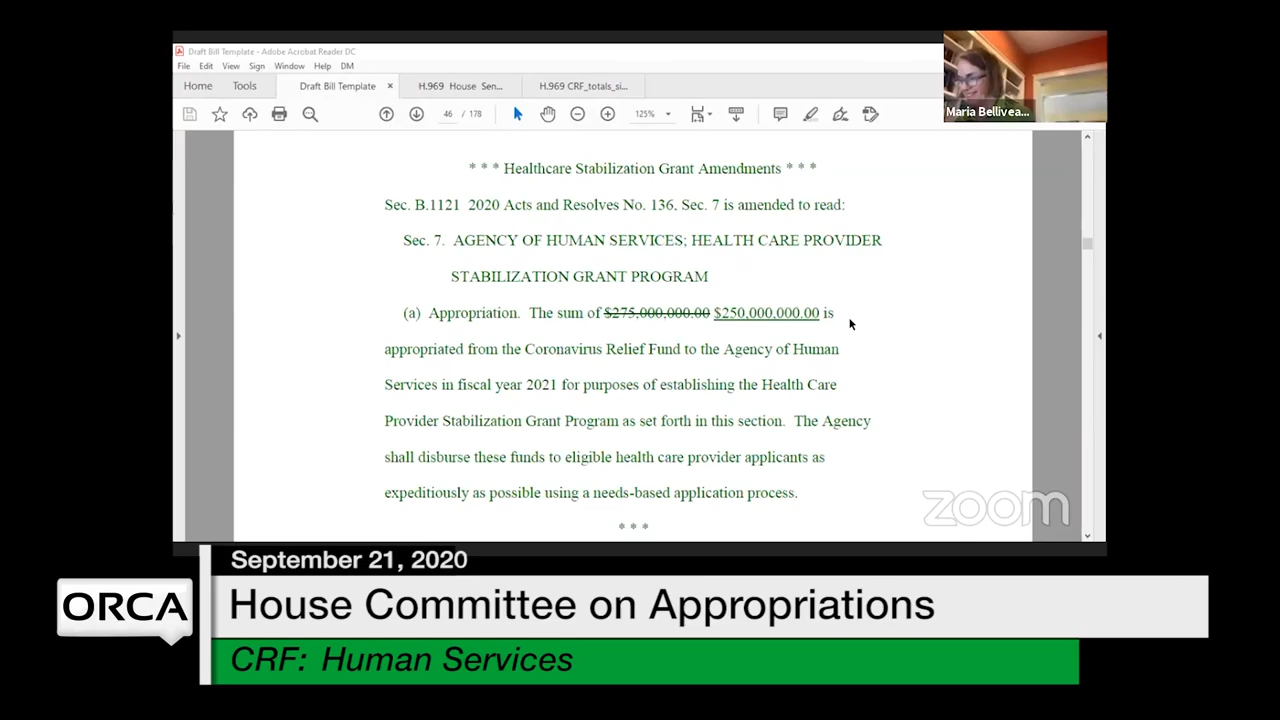 Draft Bill Template - Adobe Acrobat Reader DC
File Edit View Sign Window Help DM
Home Tools Draft Bill Template × H.969 House Sen... H.969 CRF_totals_si...
46 / 178 125%
Maria Bellivea...
* * * Healthcare Stabilization Grant Amendments * * *
Sec. B.1121 2020 Acts and Resolves No. 136, Sec. 7 is amended to read:
Sec. 7. AGENCY OF HUMAN SERVICES; HEALTH CARE PROVIDER
STABILIZATION GRANT PROGRAM
(a) Appropriation. The sum of $275,000,000.00 $250,000,000.00 is
appropriated from the Coronavirus Relief Fund to the Agency of Human
Services in fiscal year 2021 for purposes of establishing the Health Care
Provider Stabilization Grant Program as set forth in this section. The Agency
shall disburse these funds to eligible health care provider applicants as
expeditiously as possible using a needs-based application process.
* * *
zoom
September 21, 2020
ORCA
House Committee on Appropriations
CRF: Human Services